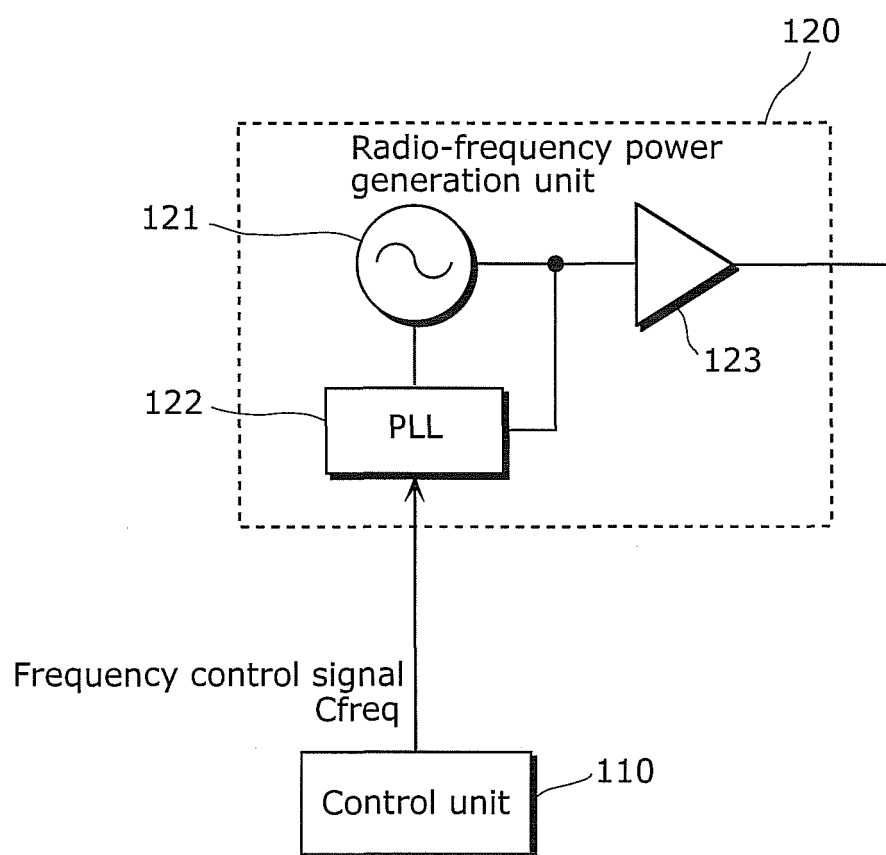 120
Radio-frequency power
generation unit
121
123
122
PLL
Frequency control signal
Cfreq
110
Control unit